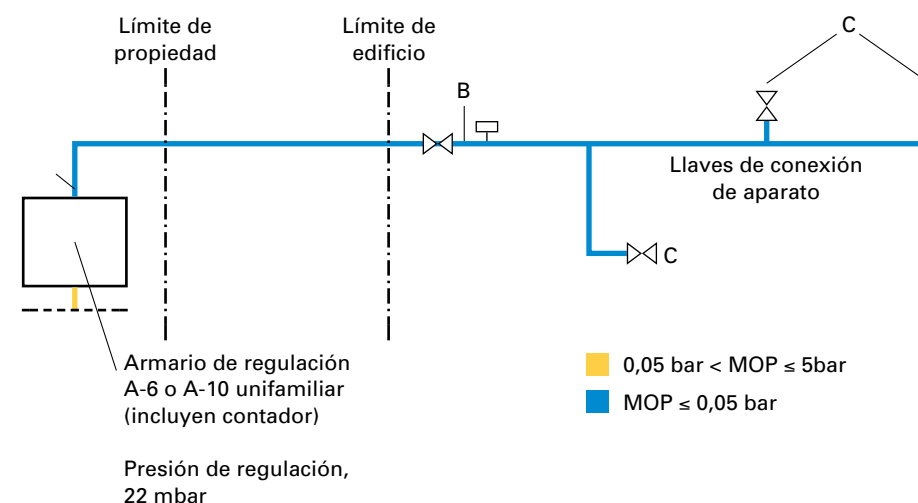 Límite de
propiedad
Límite de
edificio
C
B
Llaves de conexión
de aparato
C
Armario de regulación
A-6 o A-10 unifamiliar
(incluyen contador)
Presión de regulación,
22 mbar
0,05 bar < MOP ≤ 5bar
MOP ≤ 0,05 bar